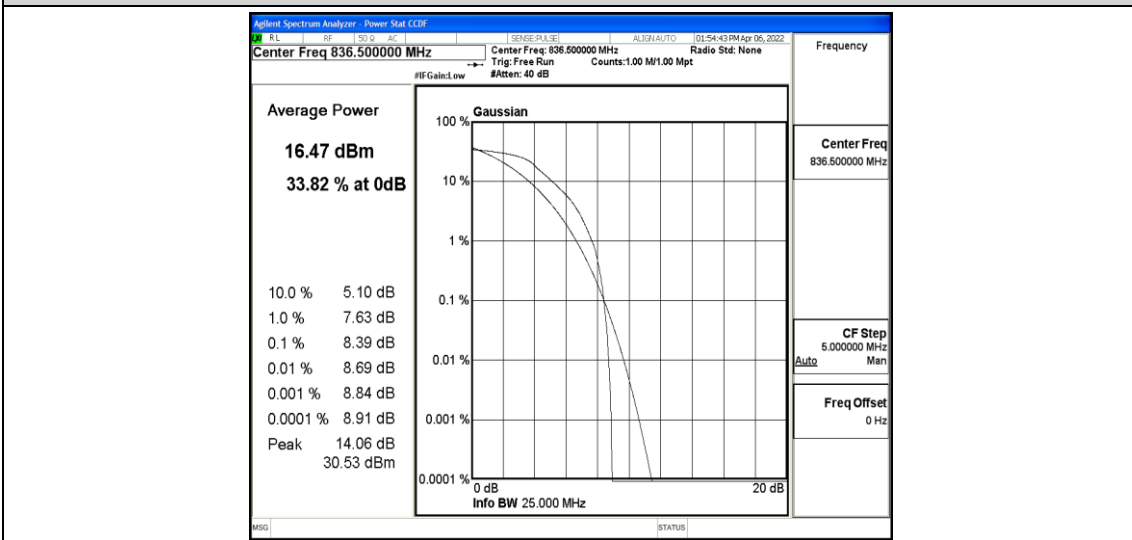 Agilent Spectrum Analyzer - Power Stat CCDF
RL RF 50 Ω AC SENSE:PULSE ALIGN AUTO 01:54:43 PM Apr 06, 2022
Center Freq 836.500000 MHz
Center Freq: 836.500000 MHz Radio Std: None
Trig: Free Run Counts:1.00 M/1.00 Mpt
#IFGain:Low #Atten: 40 dB
Average Power
16.47 dBm
33.82 % at 0dB
10.0 % 5.10 dB
1.0 % 7.63 dB
0.1 % 8.39 dB
0.01 % 8.69 dB
0.001 % 8.84 dB
0.0001 % 8.91 dB
Peak 14.06 dB
30.53 dBm
Gaussian
100 %
10 %
1 %
0.1 %
0.01 %
0.001 %
0.0001 %
0 dB 20 dB
Info BW 25.000 MHz
Frequency
Center Freq
836.500000 MHz
CF Step
5.000000 MHz
Auto Man
Freq Offset
0 Hz
MSG STATUS